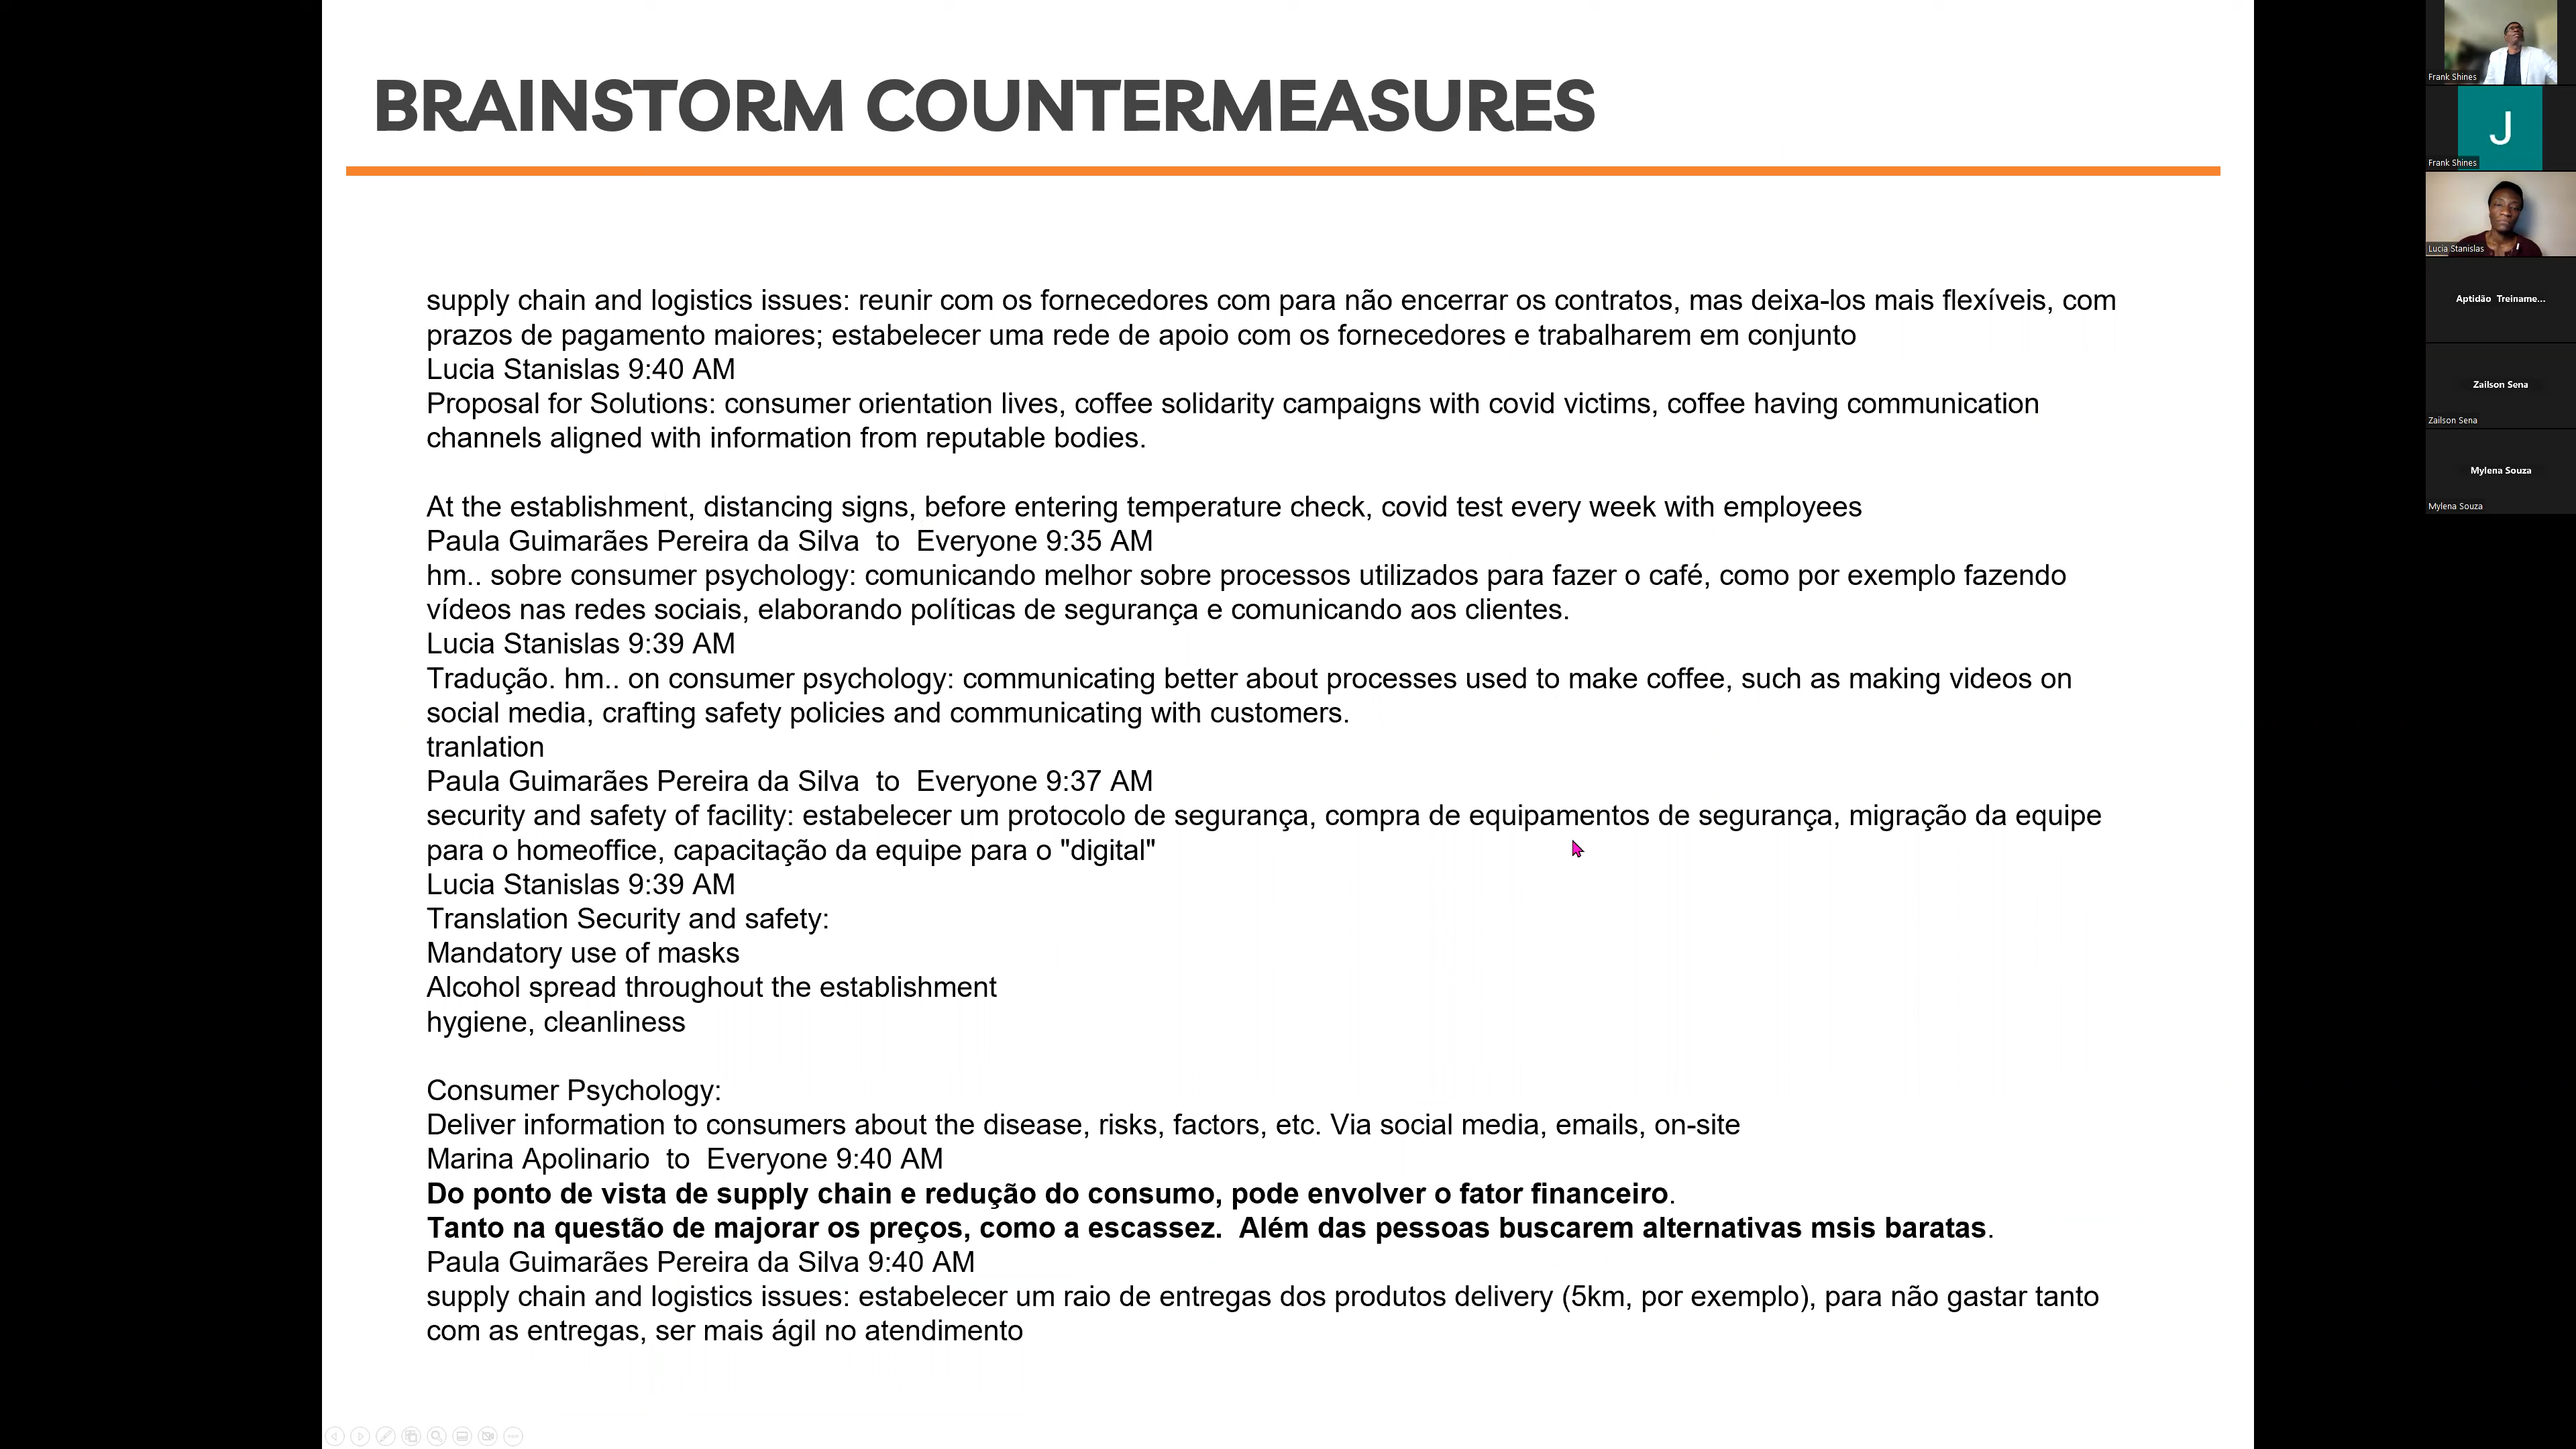 BRAINSTORM COUNTERMEASURES
supply chain and logistics issues: reunir com os fornecedores com para não encerrar os contratos, mas deixa-los mais flexíveis, com
prazos de pagamento maiores; estabelecer uma rede de apoio com os fornecedores e trabalharem em conjunto
Lucia Stanislas 9:40 AM
Proposal for Solutions: consumer orientation lives, coffee solidarity campaigns with covid victims, coffee having communication
channels aligned with information from reputable bodies.
At the establishment, distancing signs, before entering temperature check, covid test every week with employees
Paula Guimarães Pereira da Silva  to  Everyone 9:35 AM
hm.. sobre consumer psychology: comunicando melhor sobre processos utilizados para fazer o café, como por exemplo fazendo
vídeos nas redes sociais, elaborando políticas de segurança e comunicando aos clientes.
Lucia Stanislas 9:39 AM
Tradução. hm.. on consumer psychology: communicating better about processes used to make coffee, such as making videos on
social media, crafting safety policies and communicating with customers.
tranlation
Paula Guimarães Pereira da Silva  to  Everyone 9:37 AM
security and safety of facility: estabelecer um protocolo de segurança, compra de equipamentos de segurança, migração da equipe
para o homeoffice, capacitação da equipe para o "digital"
Lucia Stanislas 9:39 AM
Translation Security and safety:
Mandatory use of masks
Alcohol spread throughout the establishment
hygiene, cleanliness
Consumer Psychology:
Deliver information to consumers about the disease, risks, factors, etc. Via social media, emails, on-site
Marina Apolinario  to  Everyone 9:40 AM
Do ponto de vista de supply chain e redução do consumo, pode envolver o fator financeiro.
Tanto na questão de majorar os preços, como a escassez.  Além das pessoas buscarem alternativas msis baratas.
Paula Guimarães Pereira da Silva 9:40 AM
supply chain and logistics issues: estabelecer um raio de entregas dos produtos delivery (5km, por exemplo), para não gastar tanto
com as entregas, ser mais ágil no atendimento
Frank Shines
J
Frank Shines
Lucia Stanislas
Aptidão  Treiname...
Zailson Sena
Zailson Sena
Mylena Souza
Mylena Souza